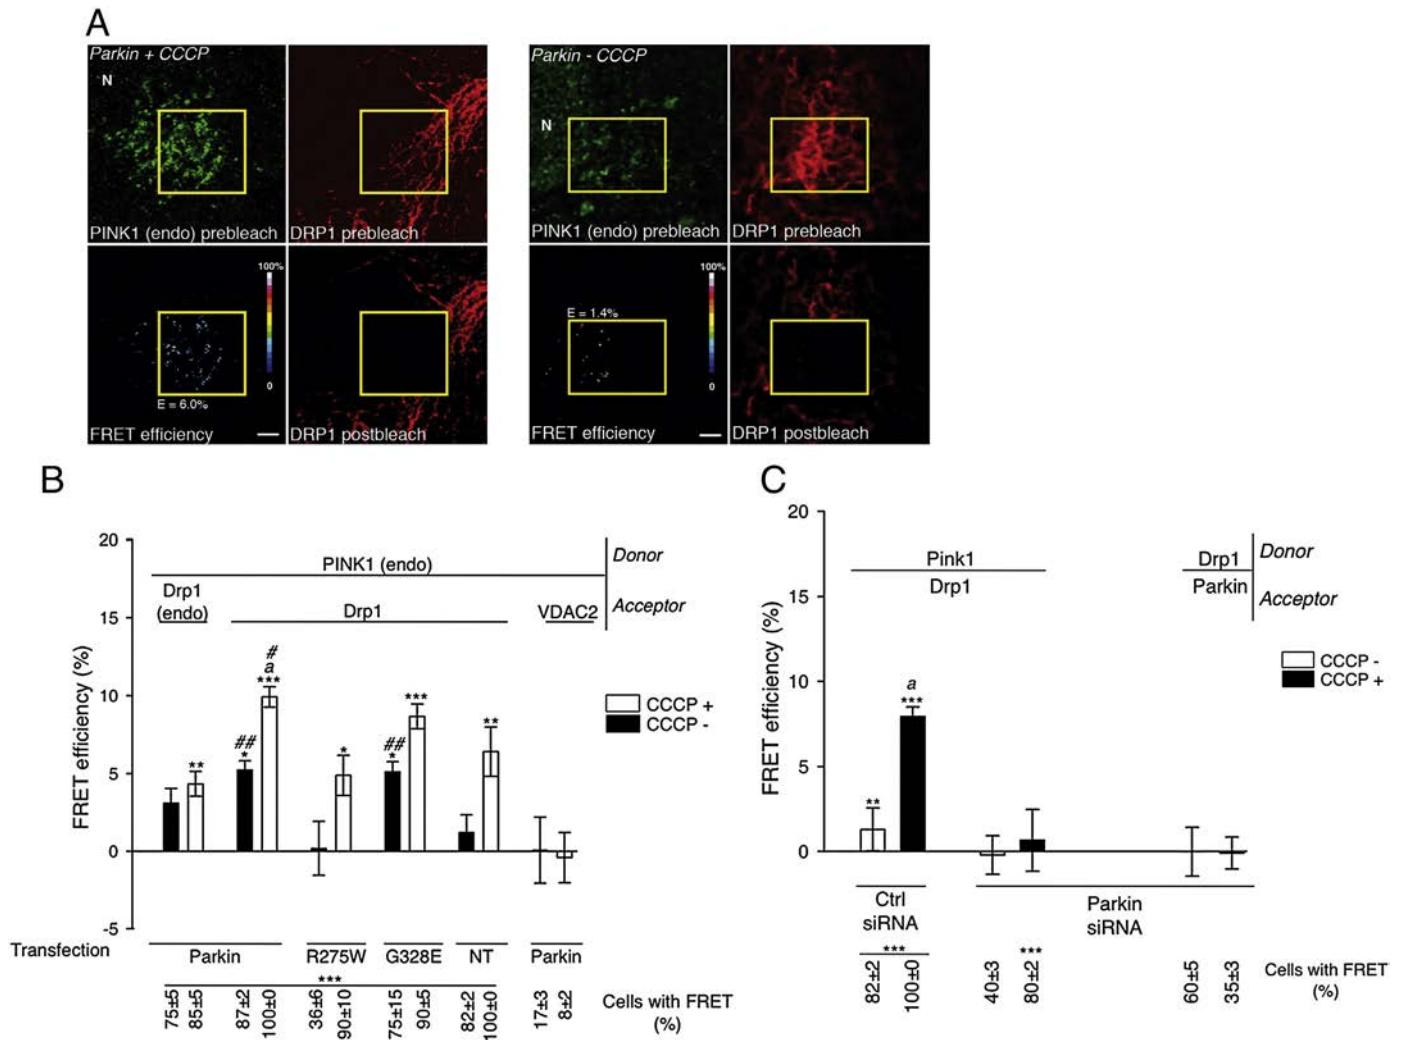 A
Parkin + CCCP
N
PINK1 (endo) prebleach
DRP1 prebleach
100%
0
E = 6.0%
FRET efficiency
DRP1 postbleach
Parkin - CCCP
N
PINK1 (endo) prebleach
DRP1 prebleach
100%
0
E = 1.4%
FRET efficiency
DRP1 postbleach
B
FRET efficiency (%)
20
15
10
5
0
-5
PINK1 (endo)
Donor
Drp1
(endo)
Drp1
VDAC2
Acceptor
CCCP +
CCCP -
**
##
*
#
a
***
*
##
*
***
**
Transfection
Parkin
R275W
G328E
NT
Parkin
***
75±5
85±5
87±2
100±0
36±6
90±10
75±15
90±5
82±2
100±0
17±3
8±2
Cells with FRET
(%)
C
FRET efficiency (%)
20
15
10
5
0
Pink1
Drp1
Drp1
Parkin
Donor
Acceptor
CCCP -
CCCP +
**
a
***
Ctrl
siRNA
Parkin
siRNA
***
***
82±2
100±0
40±3
80±2
60±5
35±3
Cells with FRET
(%)